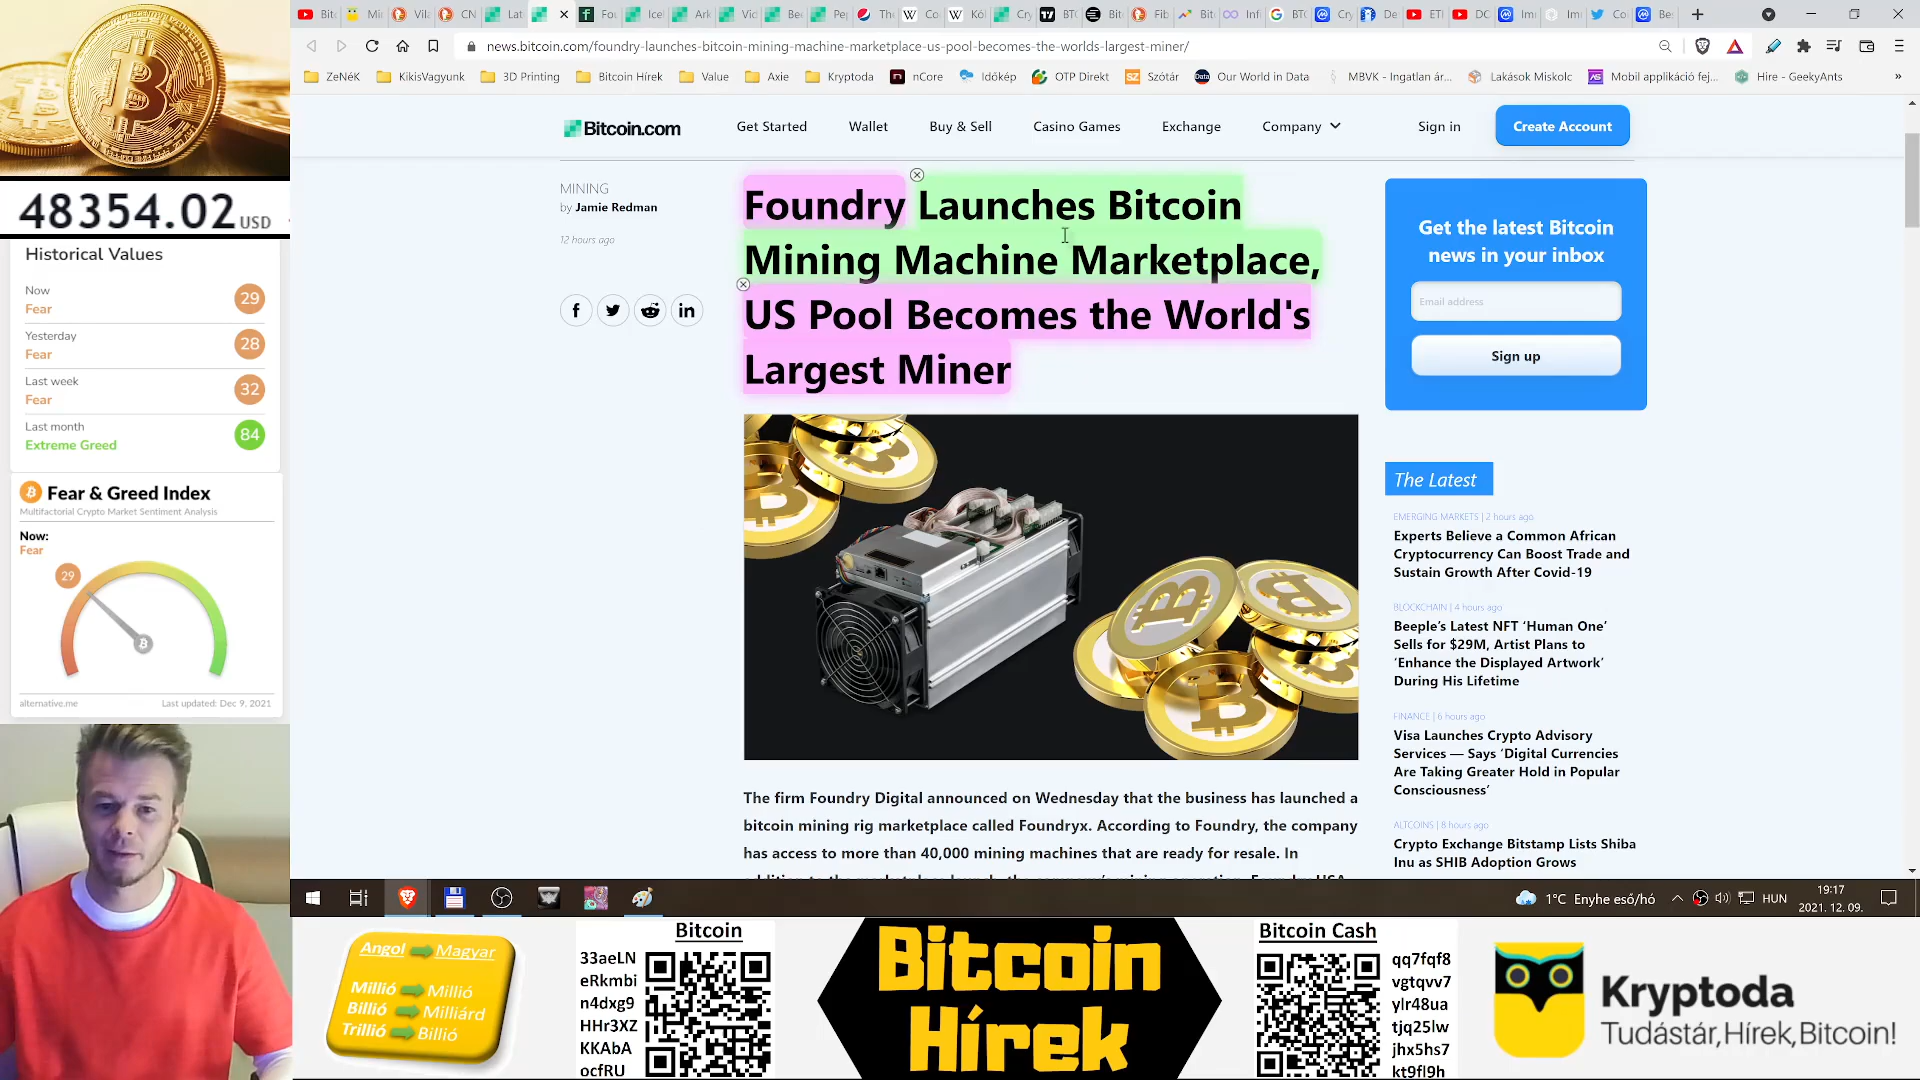 48354.02 USD
Historical Values
Now
Fear
29
Yesterday
Fear
28
Last week
Fear
32
Last month
Extreme Greed
84
Fear & Greed Index
Multifactorial Crypto Market Sentiment Analysis
Now:
Fear
29
alternative.me
Last updated: Dec 9, 2021
news.bitcoin.com/foundry-launches-bitcoin-mining-machine-marketplace-us-pool-becomes-the-worlds-largest-miner/
ZeNéK
KikisVagyunk
3D Printing
Bitcoin Hírek
Value
Axie
Kryptoda
nCore
Időkép
OTP Direkt
SZ Szótár
Our World in Data
MBVK - Ingatlan ár...
Lakások Miskolc
Mobil applikáció fej...
Hire - GeekyAnts
Bitcoin.com
Get Started
Wallet
Buy & Sell
Casino Games
Exchange
Company
Sign in
Create Account
MINING
by Jamie Redman
12 hours ago
Foundry Launches Bitcoin
Mining Machine Marketplace,
US Pool Becomes the World's
Largest Miner
The firm Foundry Digital announced on Wednesday that the business has launched a
bitcoin mining rig marketplace called Foundryx. According to Foundry, the company
has access to more than 40,000 mining machines that are ready for resale. In
Get the latest Bitcoin
news in your inbox
Email address
Sign up
The Latest
EMERGING MARKETS | 2 hours ago
Experts Believe a Common African
Cryptocurrency Can Boost Trade and
Sustain Growth After Covid-19
BLOCKCHAIN | 4 hours ago
Beeple’s Latest NFT ‘Human One’
Sells for $29M, Artist Plans to
‘Enhance the Displayed Artwork’
During His Lifetime
FINANCE | 6 hours ago
Visa Launches Crypto Advisory
Services — Says ‘Digital Currencies
Are Taking Greater Hold in Popular
Consciousness’
ALTCOINS | 8 hours ago
Crypto Exchange Bitstamp Lists Shiba
Inu as SHIB Adoption Grows
1°C Enyhe eső/hó
HUN
19:17
2021. 12. 09.
Angol Magyar
Millió Millió
Billió Milliárd
Trillió Billió
Bitcoin
33aeLN
eRkmbi
n4dxg9
HHr3XZ
KKAbA
ocfRU
Bitcoin
Hírek
Bitcoin Cash
qq7fqf8
vgtqvv7
ylr48ua
tjq25lw
jhx5hs7
kt9fl9h
Kryptoda
Tudástár,Hírek,Bitcoin!